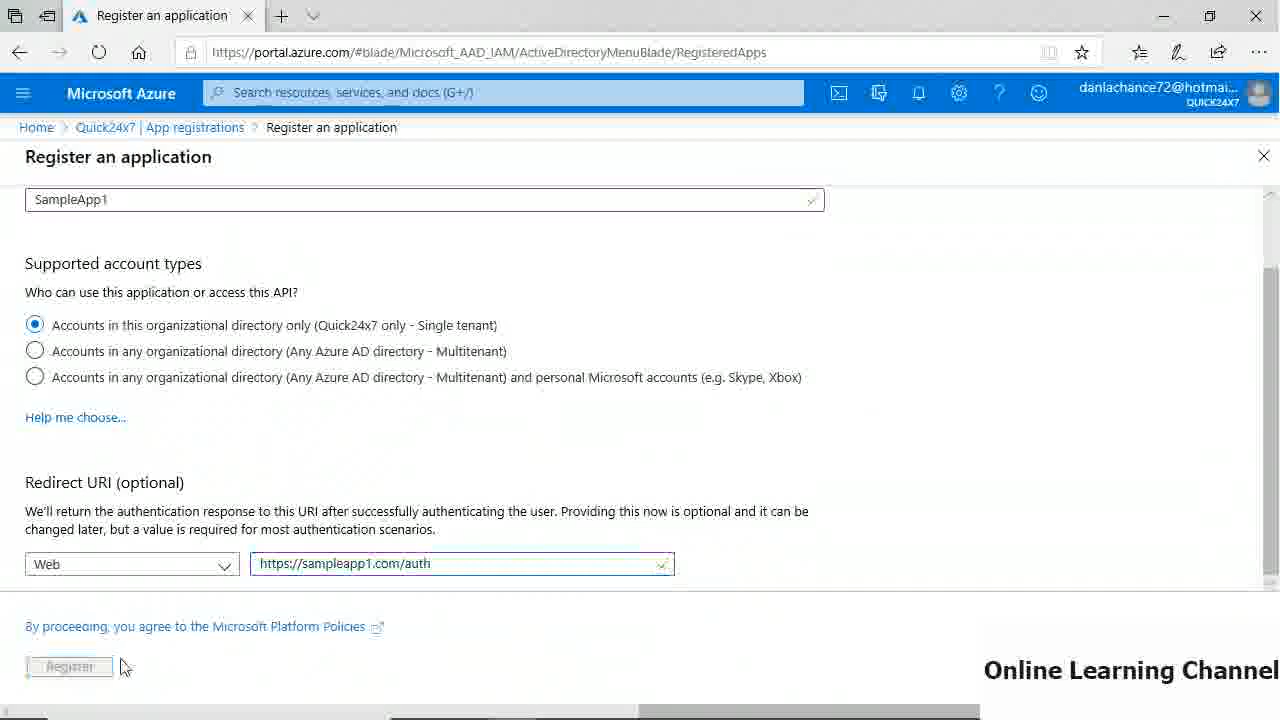 Register an application
https://portal.azure.com/#blade/Microsoft_AAD_IAM/ActiveDirectoryMenuBlade/RegisteredApps
Microsoft Azure
Search resources, services, and docs (G+/)
danlachance72@hotmai...
QUICK24X7
Home > Quick24x7 | App registrations > Register an application
Register an application
SampleApp1
Supported account types
Who can use this application or access this API?
Accounts in this organizational directory only (Quick24x7 only - Single tenant)
Accounts in any organizational directory (Any Azure AD directory - Multitenant)
Accounts in any organizational directory (Any Azure AD directory - Multitenant) and personal Microsoft accounts (e.g. Skype, Xbox)
Help me choose...
Redirect URI (optional)
We'll return the authentication response to this URI after successfully authenticating the user. Providing this now is optional and it can be
changed later, but a value is required for most authentication scenarios.
Web
https://sampleapp1.com/auth
By proceeding, you agree to the Microsoft Platform Policies
Register
Online Learning Channel